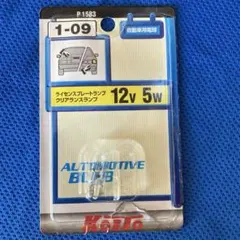 P1583
1-09
自動車用電球
ライセンスプレートランプ
クリアランスランプ
12V 5W
AUTOMOTIVE
BULB
Koito